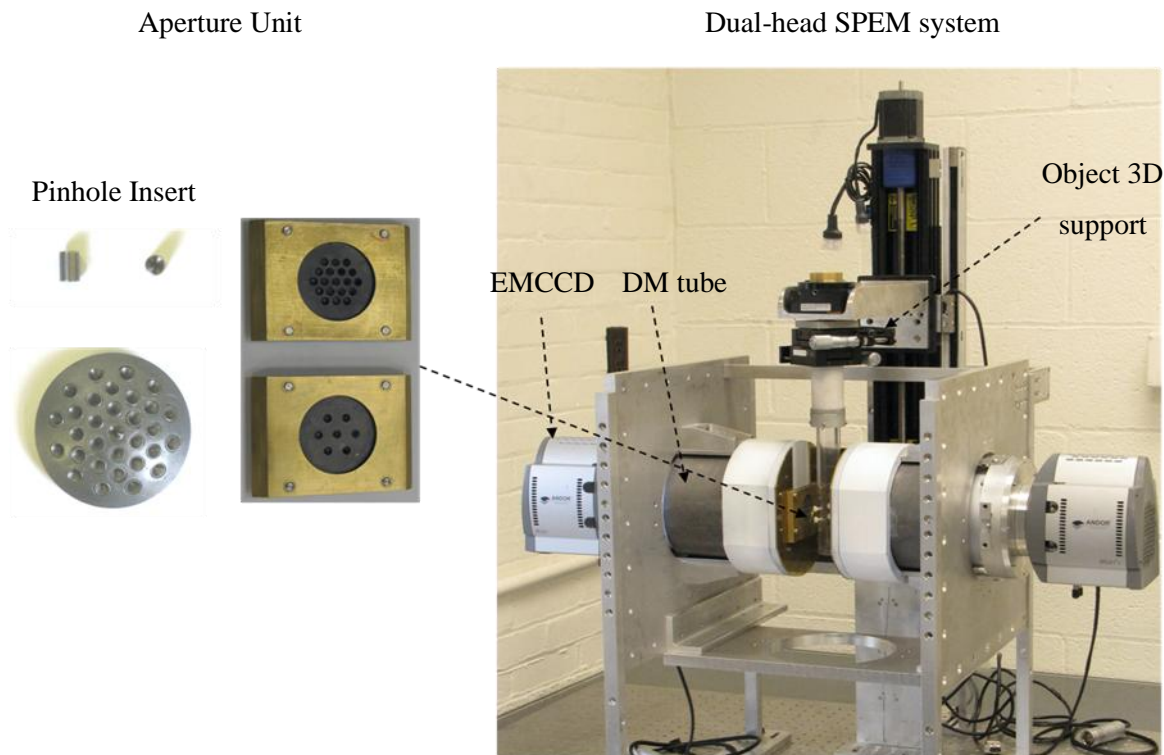 Aperture Unit
Dual-head SPEM system
Pinhole Insert
Object 3D
support
EMCCD
DM tube
ANDOR
ANDOR